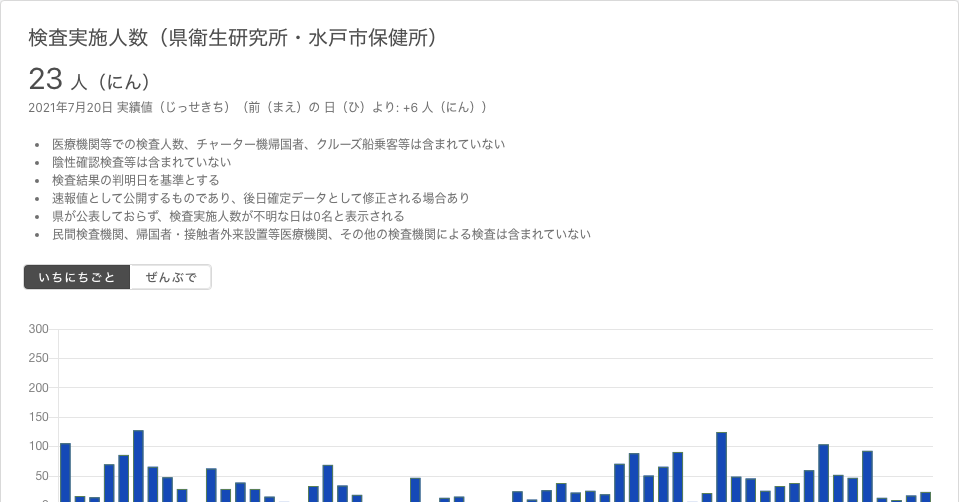 検査実施人数（県衛生研究所・水戸市保健所）
23 人（にん）
2021年7月20日 実績値（じっせきち）（前（まえ）の 日（ひ）より: +6 人（にん））
• 医療機関等での検査人数、チャーター機帰国者、クルーズ船乗客等は含まれていない
• 陰性確認検査等は含まれていない
• 検査結果の判明日を基準とする
• 速報値として公開するものであり、後日確定データとして修正される場合あり
• 県が公表しておらず、検査実施人数が不明な日は0名と表示される
• 民間検査機関、帰国者・接触者外来設置等医療機関、その他の検査機関による検査は含まれていない
いちにちごと ぜんぶで
300
250
200
150
100
50